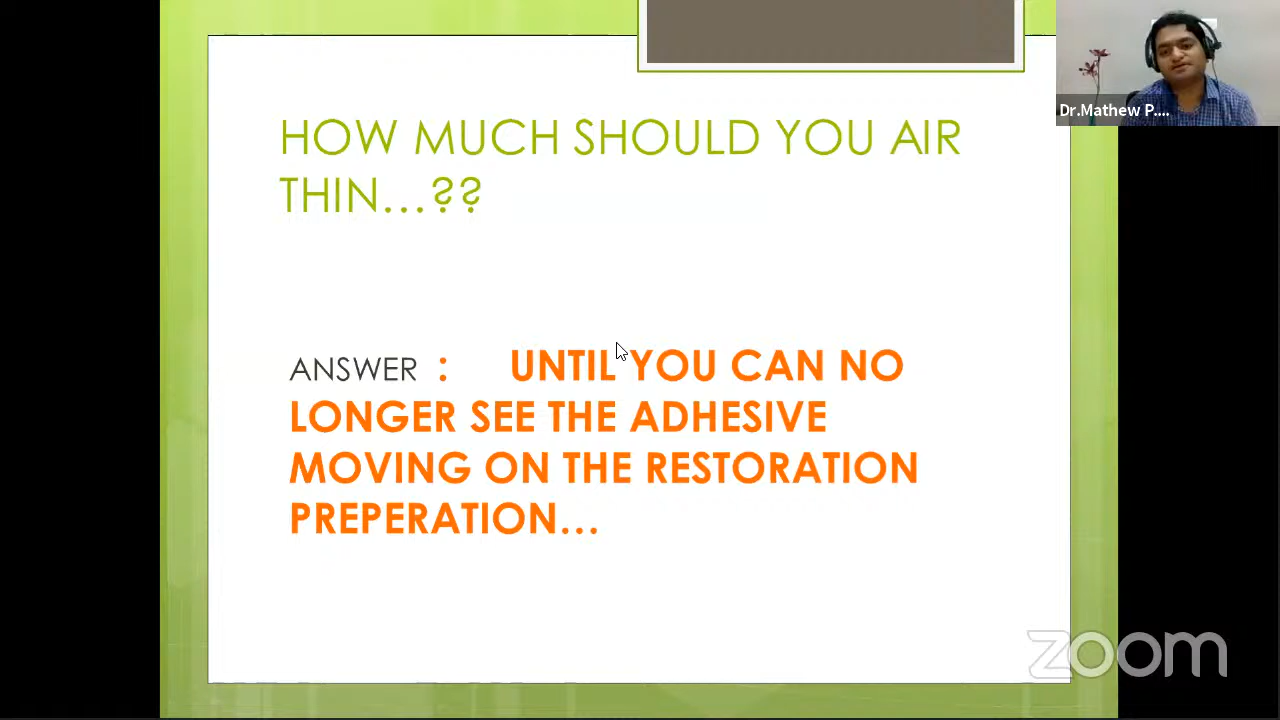 Dr.Mathew P....
HOW MUCH SHOULD YOU AIR
THIN...??
ANSWER : UNTIL YOU CAN NO
LONGER SEE THE ADHESIVE
MOVING ON THE RESTORATION
PREPERATION...
zoom